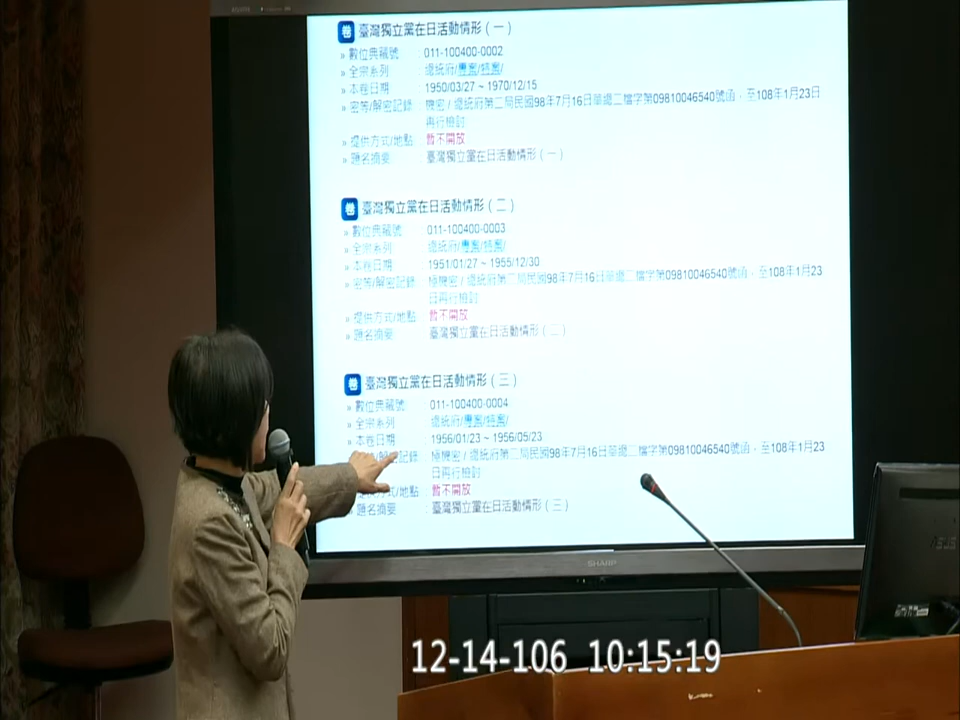 卷 臺灣獨立黨在日活動情形(一)
» 數位典藏號 : 011-100400-0002
» 全宗系列 : 總統府/專案/特案/
» 本卷日期 : 1950/03/27 ~ 1970/12/15
» 密等/解密記錄 : 機密 / 總統府第二局民國98年7月16日華總二檔字第09810046540號函，至108年1月23日
再行檢討
» 提供方式/地點 : 暫不開放
» 題名摘要 : 臺灣獨立黨在日活動情形(一)
卷 臺灣獨立黨在日活動情形(二)
» 數位典藏號 : 011-100400-0003
» 全宗系列 : 總統府/專案/特案/
» 本卷日期 : 1951/01/27 ~ 1955/12/30
» 密等/解密記錄 : 極機密 / 總統府第二局民國98年7月16日華總二檔字第09810046540號函，至108年1月23
日再行檢討
» 提供方式/地點 : 暫不開放
» 題名摘要 : 臺灣獨立黨在日活動情形(二)
卷 臺灣獨立黨在日活動情形(三)
» 數位典藏號 : 011-100400-0004
» 全宗系列 : 總統府/專案/特案/
» 本卷日期 : 1956/01/23 ~ 1956/05/23
解密記錄 : 極機密 / 總統府第二局民國98年7月16日華總二檔字第09810046540號函，至108年1月23
日再行檢討
提供方式/地點 : 暫不開放
» 題名摘要 : 臺灣獨立黨在日活動情形(三)
SHARP
ASUS
12-14-106 10:15:19